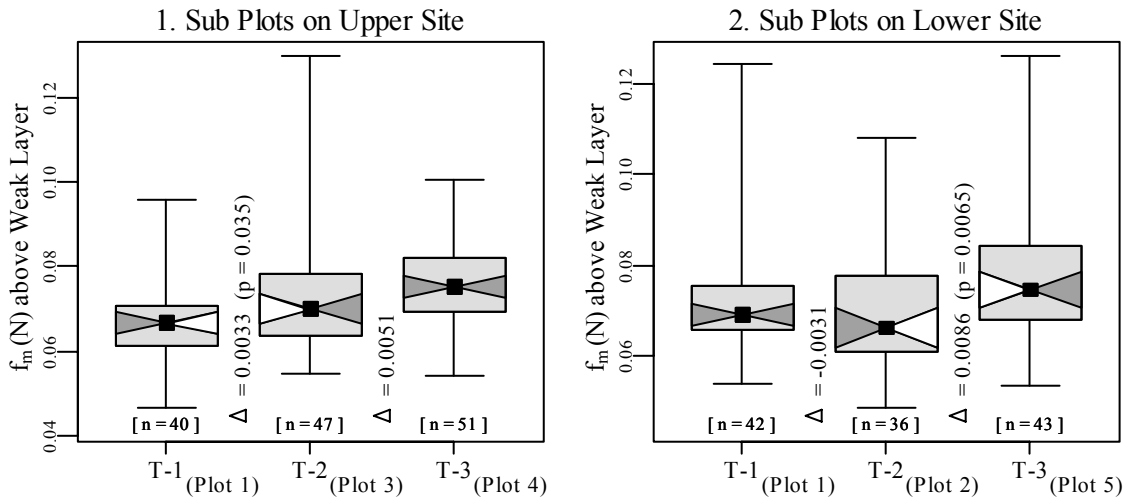 1. Sub Plots on Upper Site
fm(N) above Weak Layer
0.04 0.06 0.08 0.10 0.12
Δ = 0.0033 (p = 0.035)
Δ = 0.0051
[ n = 40 ] [ n = 47 ] [ n = 51 ]
T-1(Plot 1) T-2(Plot 3) T-3(Plot 4)
2. Sub Plots on Lower Site
fm(N) above Weak Layer
0.06 0.08 0.10 0.12
Δ = -0.0031
Δ = 0.0086 (p = 0.0065)
[ n = 42 ] [ n = 36 ] [ n = 43 ]
T-1(Plot 1) T-2(Plot 2) T-3(Plot 5)